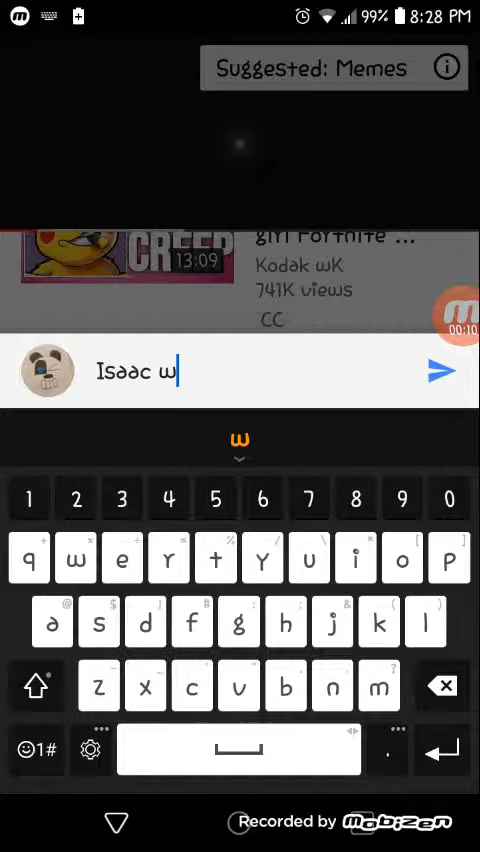 99% 8:28 PM
Suggested: Memes
girl Fortnite ...
CREEP
13:09
Kodak wK
741K views
CC
00:10
Isaac w
w
1 2 3 4 5 6 7 8 9 0
+ × ÷ = % / \ * [ ]
q w e r t y u i o p
@ $ ! # : ; & ( )
a s d f g h j k l
?
z x c v b n m
☺1#
.
Recorded by Mobizen